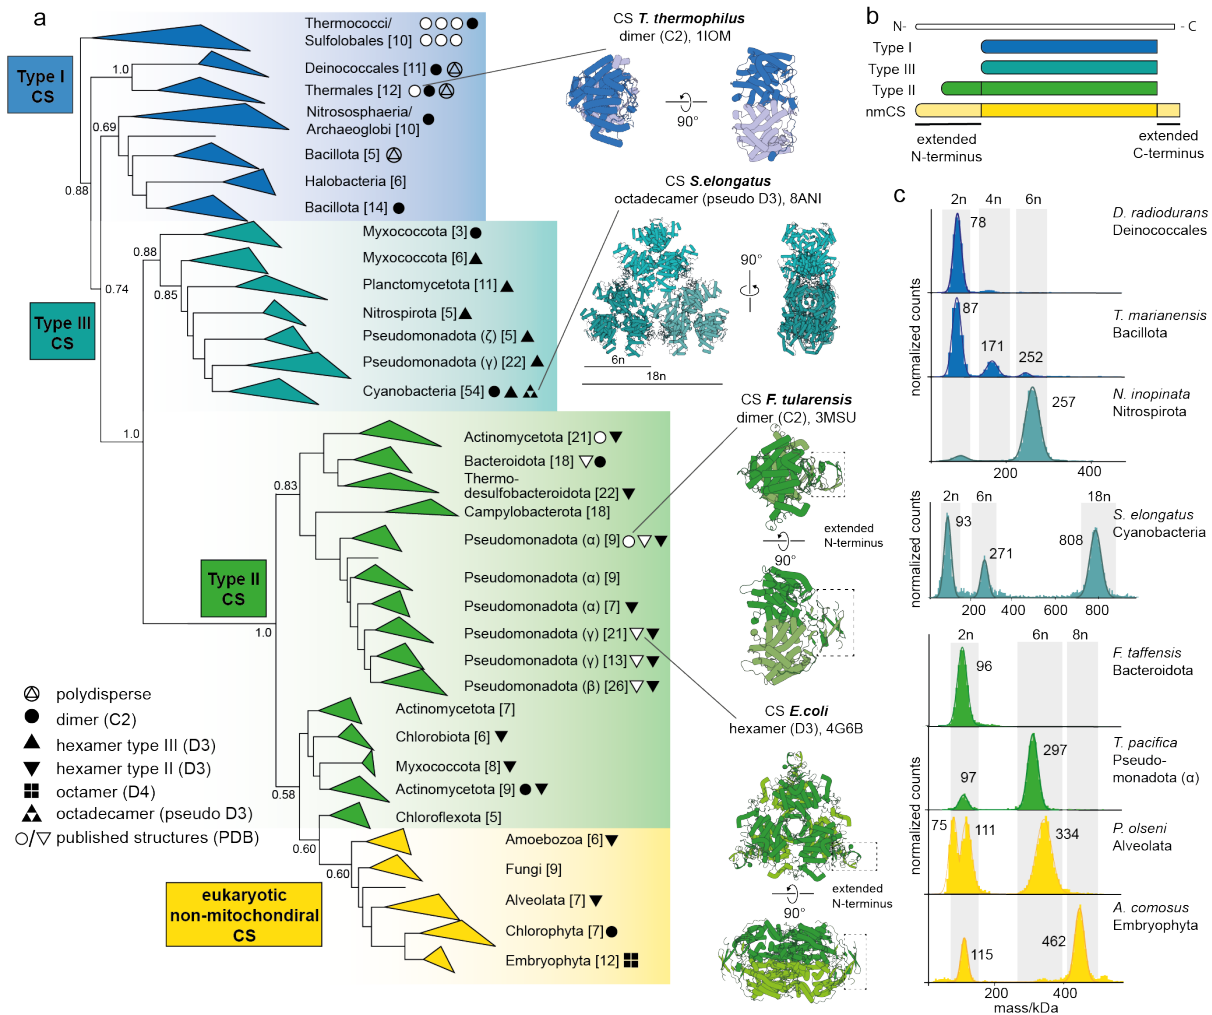 a
Type I
CS
Type III
CS
Type II
CS
eukaryotic
non-mitochondiral
CS
1.0
0.69
0.88
0.88
0.74
0.85
1.0
0.83
1.0
0.58
0.60
0.60
Thermococci/
Sulfolobales [10]
Deinococcales [11]
Thermales [12]
Nitrososphaeria/
Archaeoglobi [10]
Bacillota [5]
Halobacteria [6]
Bacillota [14]
Myxococcota [3]
Myxococcota [6]
Planctomycetota [11]
Nitrospirota [5]
Pseudomonadota (ζ) [5]
Pseudomonadota (γ) [22]
Cyanobacteria [54]
Actinomycetota [21]
Bacteroidota [18]
Thermo-
desulfobacteroidota [22]
Campylobacterota [18]
Pseudomonadota (α) [9]
Pseudomonadota (α) [9]
Pseudomonadota (α) [7]
Pseudomonadota (γ) [21]
Pseudomonadota (γ) [13]
Pseudomonadota (β) [26]
Actinomycetota [7]
Chlorobiota [6]
Myxococcota [8]
Actinomycetota [9]
Chloroflexota [5]
Amoebozoa [6]
Fungi [9]
Alveolata [7]
Chlorophyta [7]
Embryophyta [12]
polydisperse
dimer (C2)
hexamer type III (D3)
hexamer type II (D3)
octamer (D4)
octadecamer (pseudo D3)
/ published structures (PDB)
CS T. thermophilus
dimer (C2), 1IOM
90°
CS S.elongatus
octadecamer (pseudo D3), 8ANI
90°
6n
18n
CS F. tularensis
dimer (C2), 3MSU
extended
N-terminus
90°
CS E.coli
hexamer (D3), 4G6B
extended
N-terminus
90°
b
N-
- C
Type I
Type III
Type II
nmCS
extended
N-terminus
extended
C-terminus
c
normalized counts
2n 4n 6n
78
D. radiodurans
Deinococcales
87
171
252
T. marianensis
Bacillota
257
N. inopinata
Nitrospirota
200 400
normalized counts
2n 6n 18n
93
271
808
S. elongatus
Cyanobacteria
200 400 600 800
normalized counts
2n 6n 8n
96
F. taffensis
Bacteroidota
97
297
T. pacifica
Pseudo-
monadota (α)
75
111
334
P. olseni
Alveolata
115
462
A. comosus
Embryophyta
200 400
mass/kDa